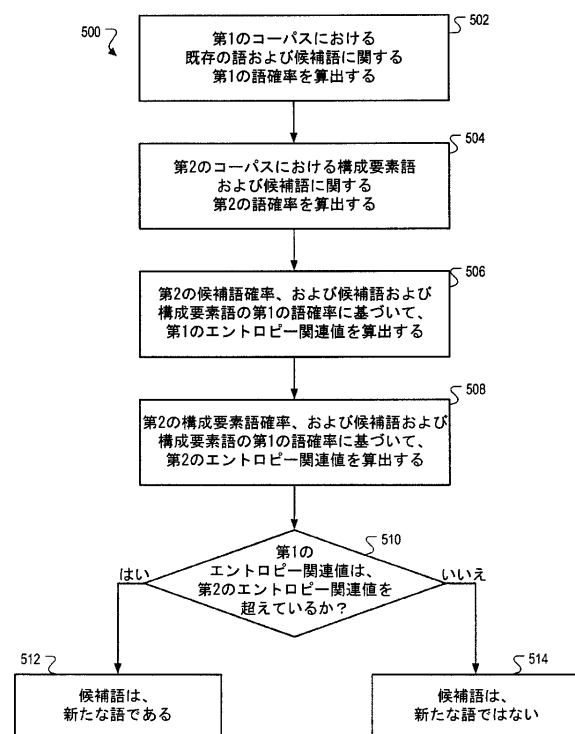 500
502
第1のコーパスにおける
既存の語および候補語に関する
第1の語確率を算出する
504
第2のコーパスにおける構成要素語
および候補語に関する
第2の語確率を算出する
506
第2の候補語確率、および候補語および
構成要素語の第1の語確率に基づいて、
第1のエントロピー関連値を算出する
508
第2の構成要素語確率、および候補語および
構成要素語の第1の語確率に基づいて、
第2のエントロピー関連値を算出する
510
第1の
エントロピー関連値は、
第2のエントロピー関連値を
超えているか？
はい
いいえ
512
候補語は、
新たな語である
514
候補語は、
新たな語ではない